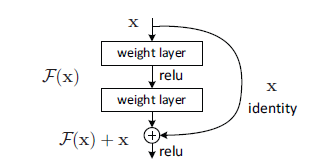 x
weight layer
relu
F(x)
weight layer
x
identity
F(x) + x
relu